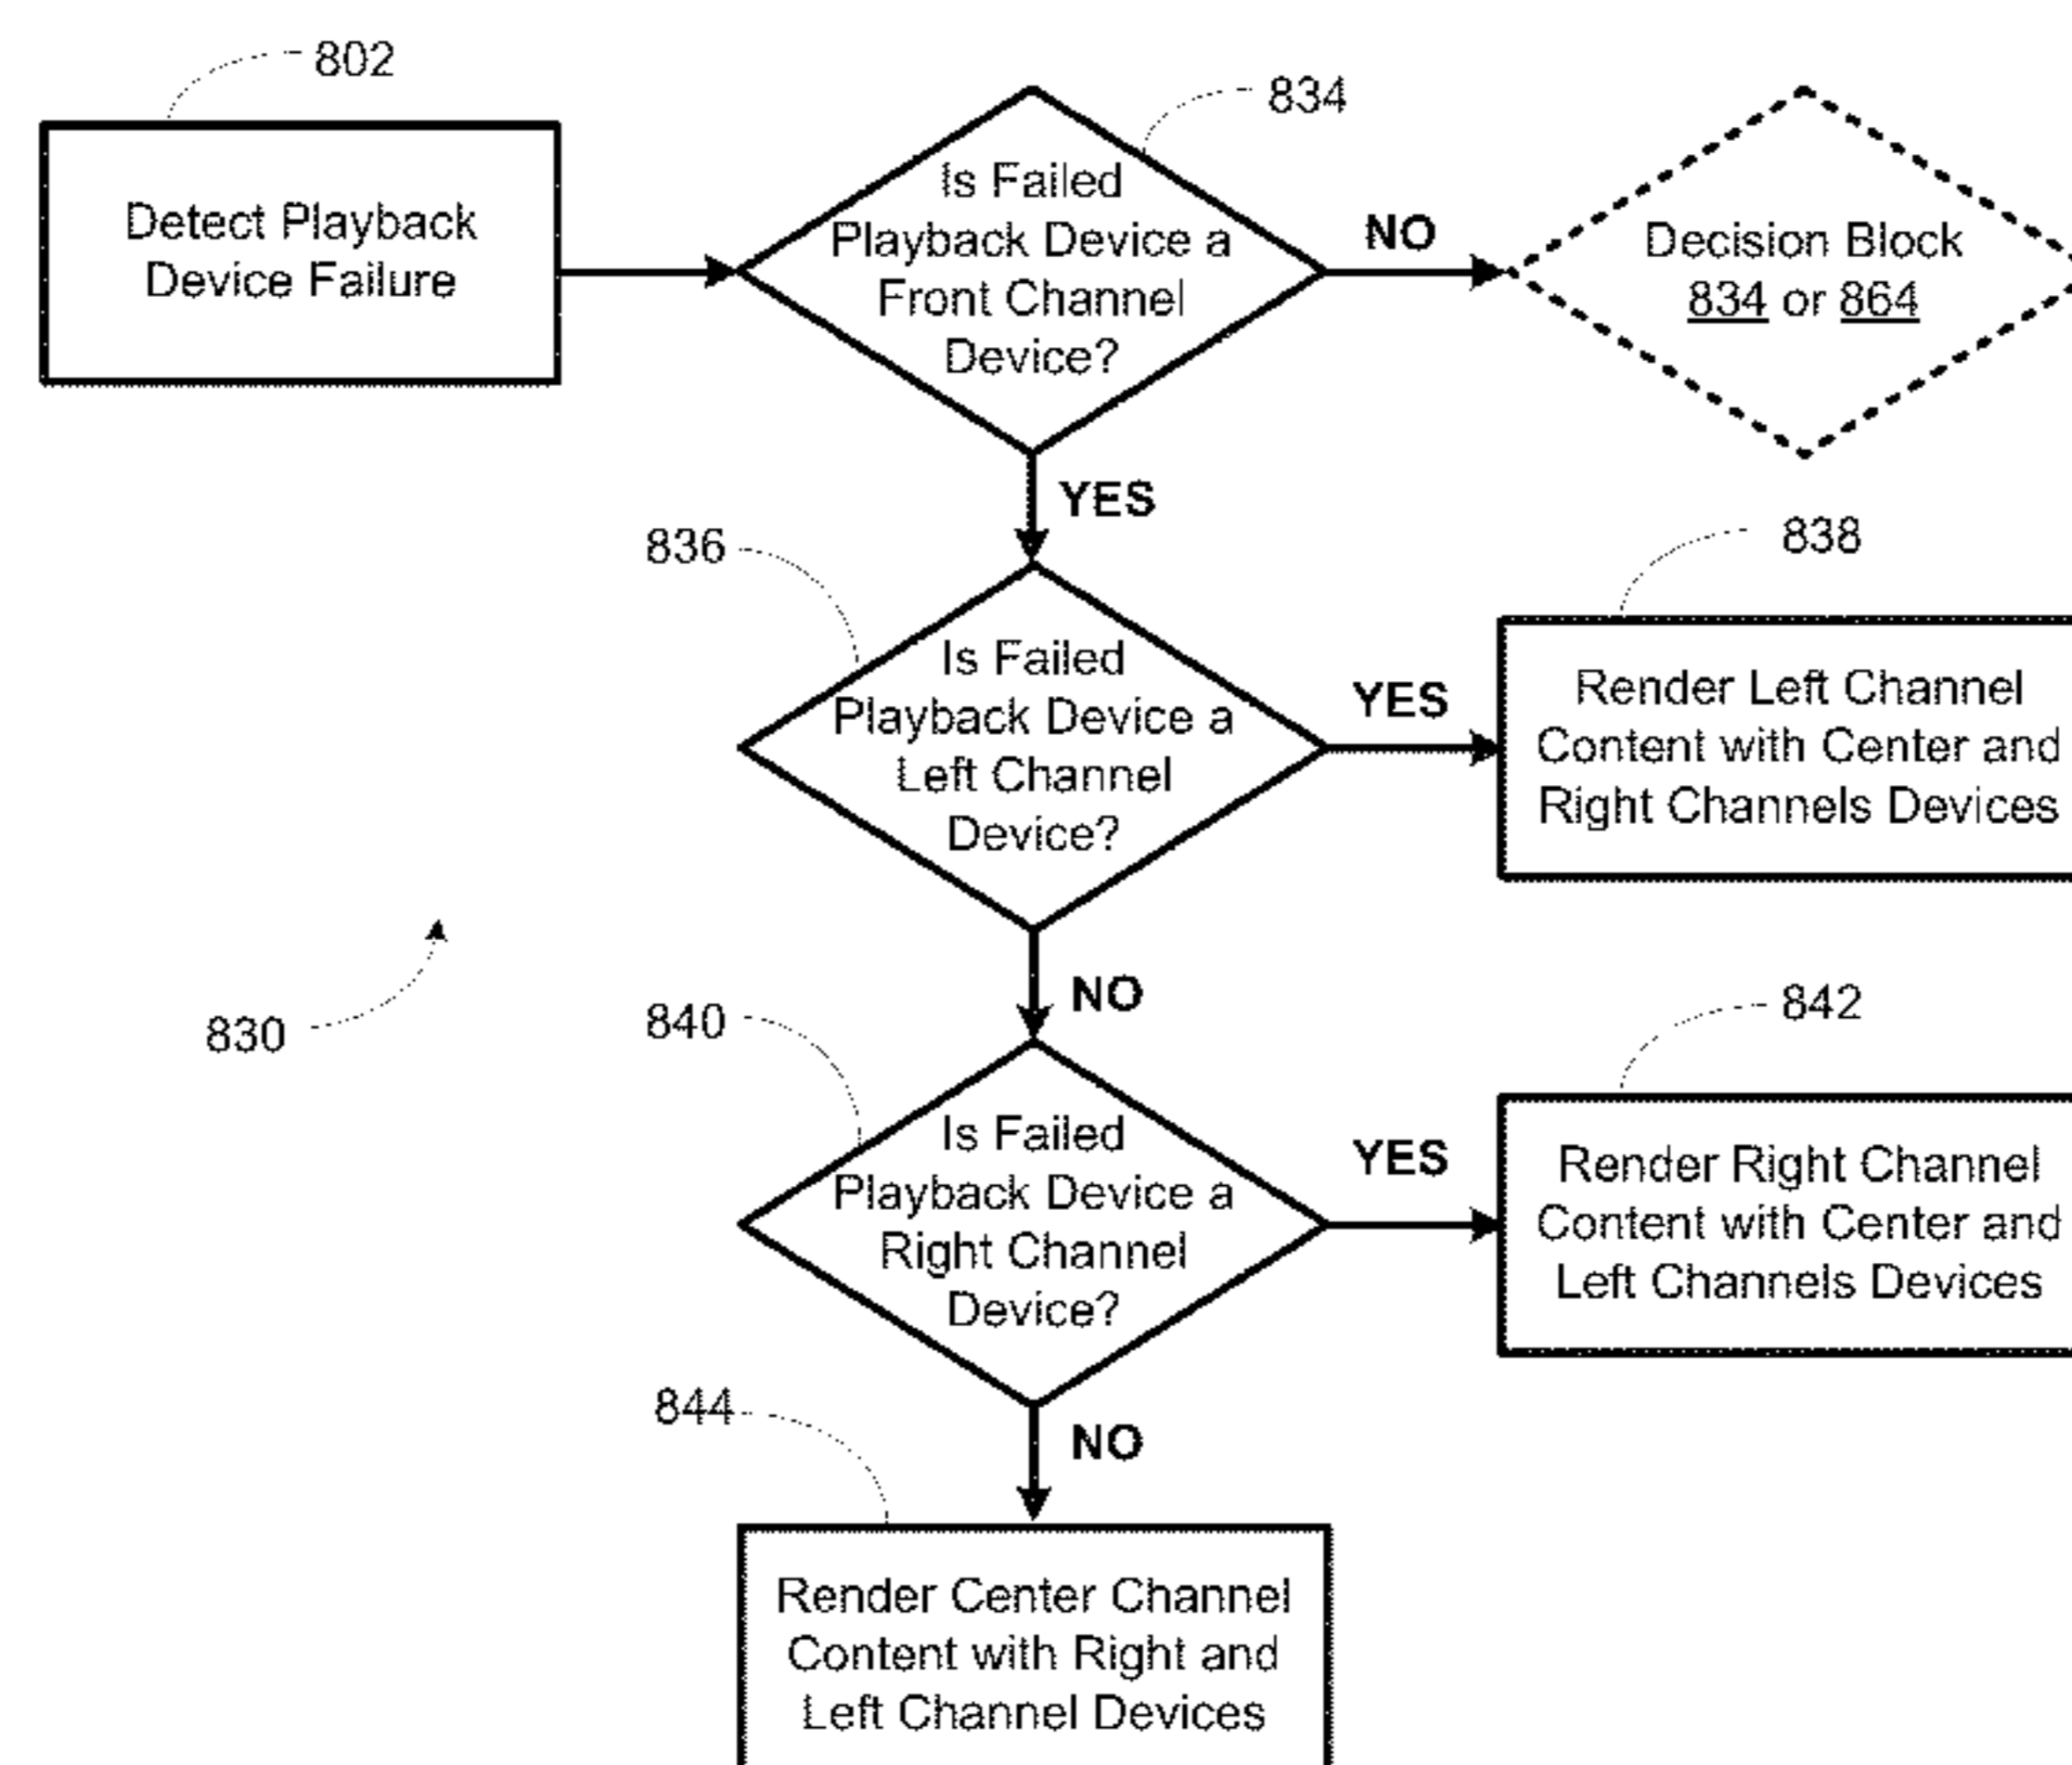 802
Detect Playback
Device Failure
834
Is Failed
Playback Device a
Front Channel
Device?
NO
Decision Block
834 or 864
YES
836
Is Failed
Playback Device a
Left Channel
Device?
YES
838
Render Left Channel
Content with Center and
Right Channels Devices
NO
830
840
Is Failed
Playback Device a
Right Channel
Device?
YES
842
Render Right Channel
Content with Center and
Left Channels Devices
NO
844
Render Center Channel
Content with Right and
Left Channel Devices